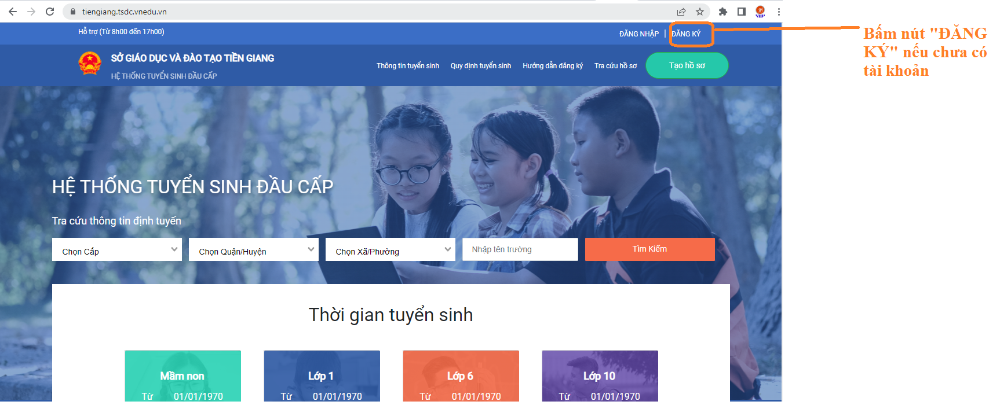 tiengiang.tsdc.vnedu.vn
Hỗ trợ (Từ 8h00 đến 17h00)
ĐĂNG NHẬP | ĐĂNG KÝ
Bấm nút "ĐĂNG
KÝ" nếu chưa có
tài khoản
SỞ GIÁO DỤC VÀ ĐÀO TẠO TIỀN GIANG
HỆ THỐNG TUYỂN SINH ĐẦU CẤP
Thông tin tuyển sinh Quy định tuyển sinh Hướng dẫn đăng ký Tra cứu hồ sơ Tạo hồ sơ
HỆ THỐNG TUYỂN SINH ĐẦU CẤP
Tra cứu thông tin định tuyến
Chọn Cấp Chọn Quận/Huyện Chọn Xã/Phường Nhập tên trường Tìm Kiếm
Thời gian tuyển sinh
Mầm non Lớp 1 Lớp 6 Lớp 10
Từ 01/01/1970 Từ 01/01/1970 Từ 01/01/1970 Từ 01/01/1970